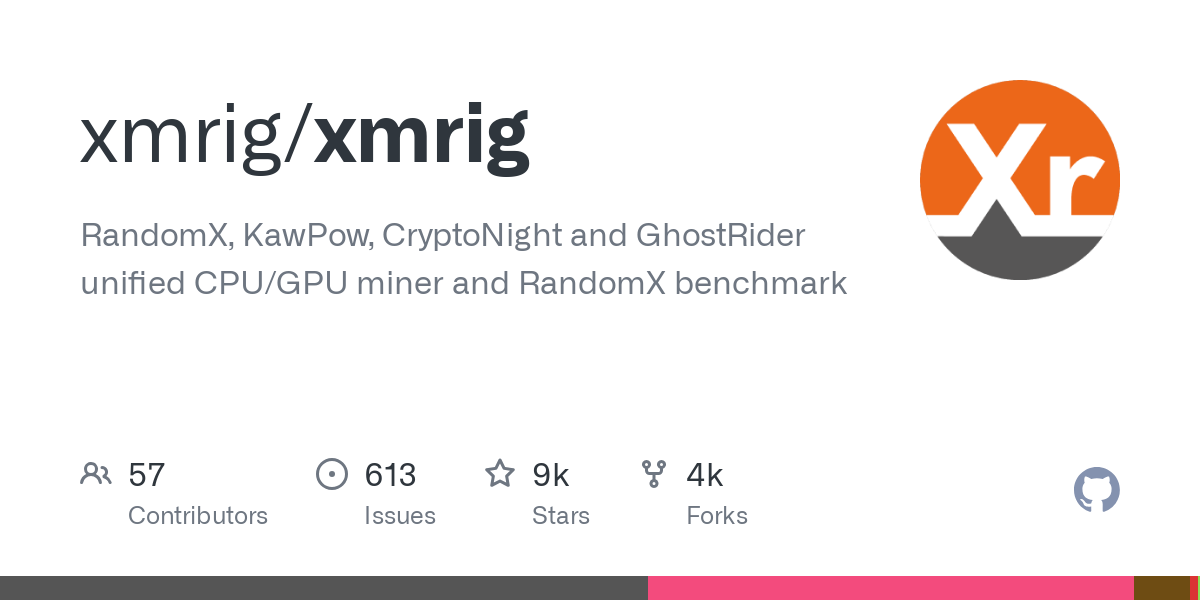 xmrig/xmrig
Xr
RandomX, KawPow, CryptoNight and GhostRider
unified CPU/GPU miner and RandomX benchmark
57 613 9k 4k
Contributors Issues Stars Forks